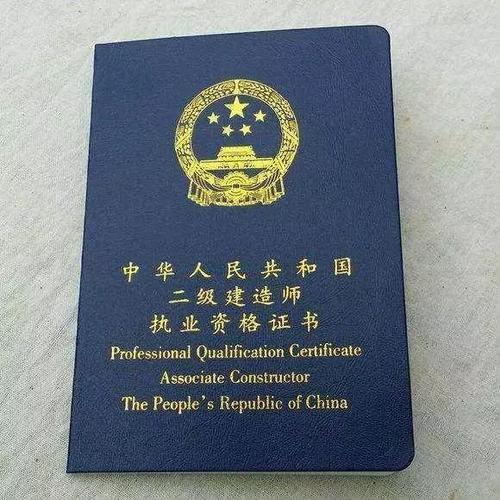 中华人民共和国
二级建造师
执业资格证书
Professional Qualification Certificate
Associate Constructor
The People's Republic of China